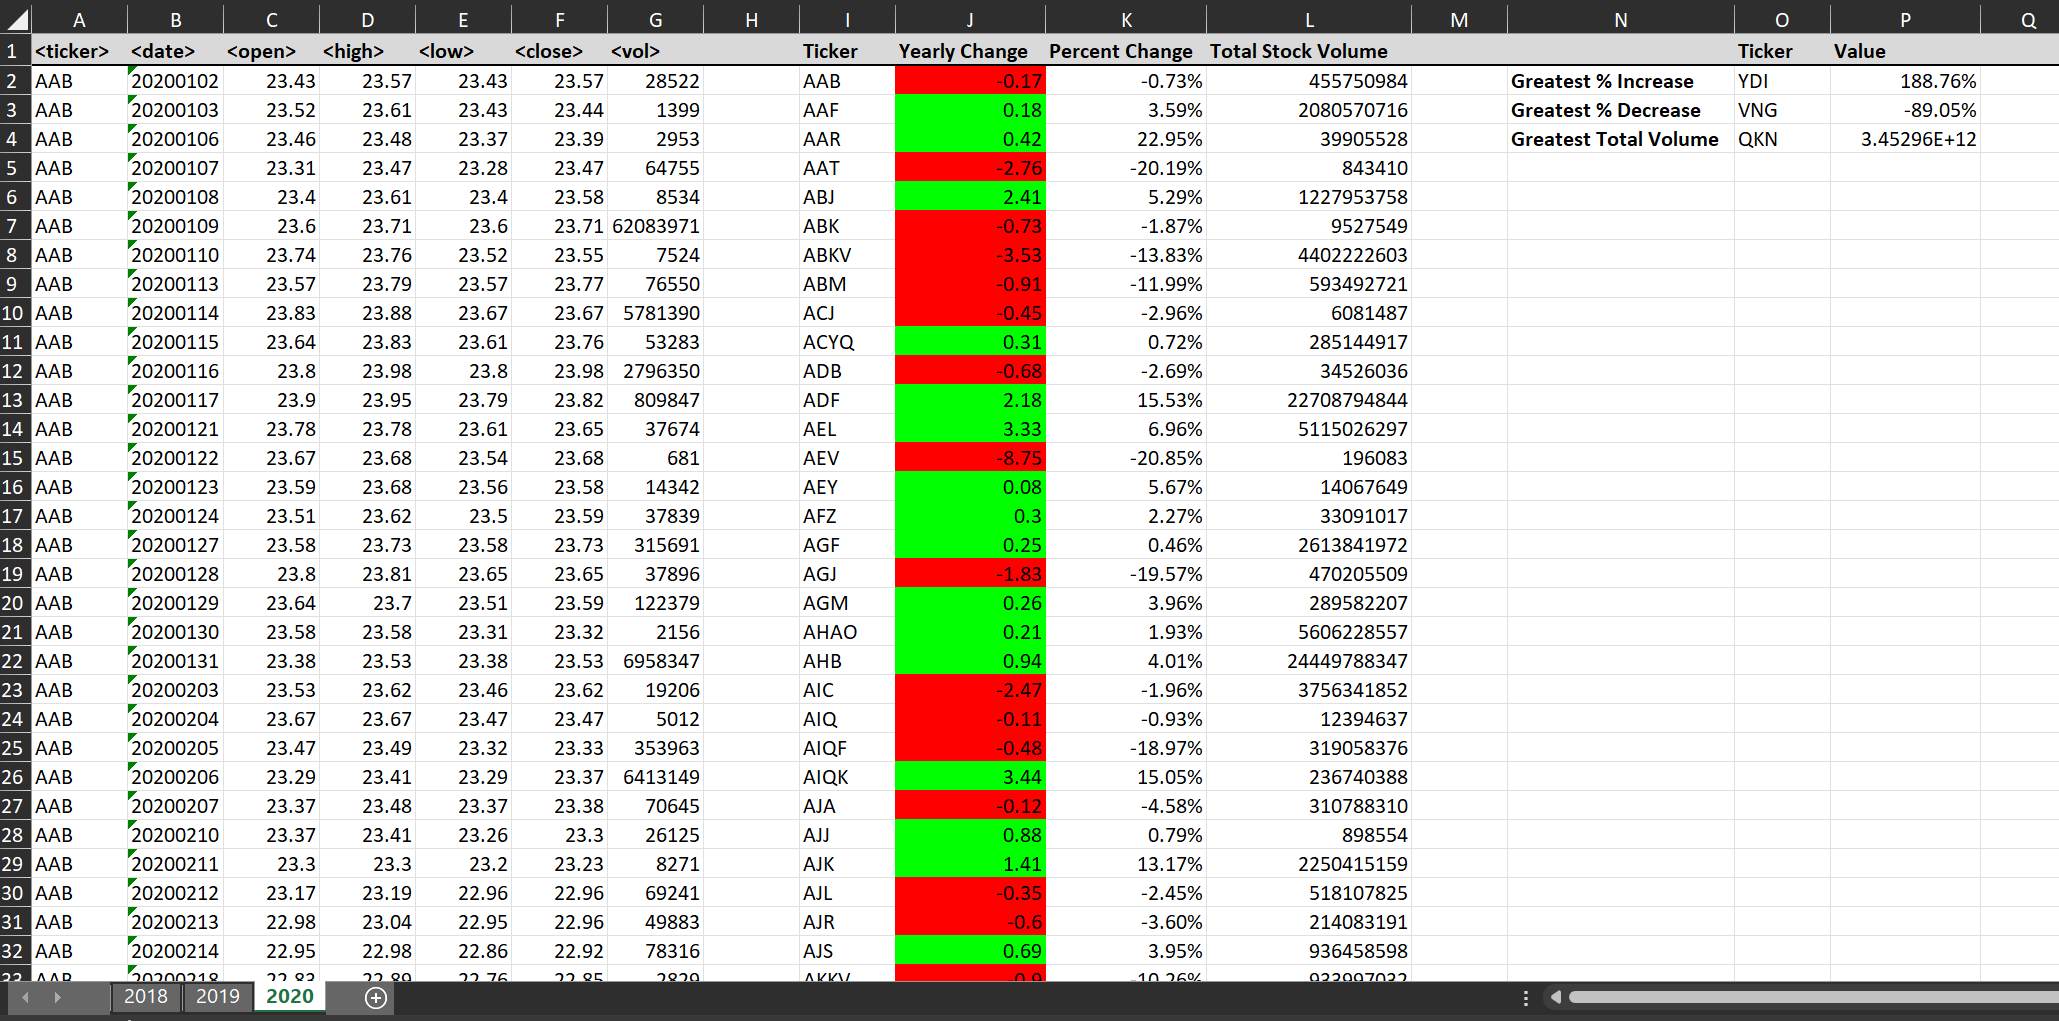 A B C D E F G H I J K L M N O P Q
1 <ticker> <date> <open> <high> <low> <close> <vol> Ticker Yearly Change Percent Change Total Stock Volume Ticker Value
2 AAB 20200102 23.43 23.57 23.43 23.57 28522 AAB -0.17 -0.73% 455750984 Greatest % Increase YDI 188.76%
3 AAB 20200103 23.52 23.61 23.43 23.44 1399 AAF 0.18 3.59% 2080570716 Greatest % Decrease VNG -89.05%
4 AAB 20200106 23.46 23.48 23.37 23.39 2953 AAR 0.42 22.95% 39905528 Greatest Total Volume QKN 3.45296E+12
5 AAB 20200107 23.31 23.47 23.28 23.47 64755 AAT -2.76 -20.19% 843410
6 AAB 20200108 23.4 23.61 23.4 23.58 8534 ABJ 2.41 5.29% 1227953758
7 AAB 20200109 23.6 23.71 23.6 23.71 62083971 ABK -0.73 -1.87% 9527549
8 AAB 20200110 23.74 23.76 23.52 23.55 7524 ABKV -3.53 -13.83% 4402222603
9 AAB 20200113 23.57 23.79 23.57 23.77 76550 ABM -0.91 -11.99% 593492721
10 AAB 20200114 23.83 23.88 23.67 23.67 5781390 ACJ -0.45 -2.96% 6081487
11 AAB 20200115 23.64 23.83 23.61 23.76 53283 ACYQ 0.31 0.72% 285144917
12 AAB 20200116 23.8 23.98 23.8 23.98 2796350 ADB -0.68 -2.69% 34526036
13 AAB 20200117 23.9 23.95 23.79 23.82 809847 ADF 2.18 15.53% 22708794844
14 AAB 20200121 23.78 23.78 23.61 23.65 37674 AEL 3.33 6.96% 5115026297
15 AAB 20200122 23.67 23.68 23.54 23.68 681 AEV -8.75 -20.85% 196083
16 AAB 20200123 23.59 23.68 23.56 23.58 14342 AEY 0.08 5.67% 14067649
17 AAB 20200124 23.51 23.62 23.5 23.59 37839 AFZ 0.3 2.27% 33091017
18 AAB 20200127 23.58 23.73 23.58 23.73 315691 AGF 0.25 0.46% 2613841972
19 AAB 20200128 23.8 23.81 23.65 23.65 37896 AGJ -1.83 -19.57% 470205509
20 AAB 20200129 23.64 23.7 23.51 23.59 122379 AGM 0.26 3.96% 289582207
21 AAB 20200130 23.58 23.58 23.31 23.32 2156 AHAO 0.21 1.93% 5606228557
22 AAB 20200131 23.38 23.53 23.38 23.53 6958347 AHB 0.94 4.01% 24449788347
23 AAB 20200203 23.53 23.62 23.46 23.62 19206 AIC -2.47 -1.96% 3756341852
24 AAB 20200204 23.67 23.67 23.47 23.47 5012 AIQ -0.11 -0.93% 12394637
25 AAB 20200205 23.47 23.49 23.32 23.33 353963 AIQF -0.48 -18.97% 319058376
26 AAB 20200206 23.29 23.41 23.29 23.37 6413149 AIQK 3.44 15.05% 236740388
27 AAB 20200207 23.37 23.48 23.37 23.38 70645 AJA -0.12 -4.58% 310788310
28 AAB 20200210 23.37 23.41 23.26 23.3 26125 AJJ 0.88 0.79% 898554
29 AAB 20200211 23.3 23.3 23.2 23.23 8271 AJK 1.41 13.17% 2250415159
30 AAB 20200212 23.17 23.19 22.96 22.96 69241 AJL -0.35 -2.45% 518107825
31 AAB 20200213 22.98 23.04 22.95 22.96 49883 AJR -0.6 -3.60% 214083191
32 AAB 20200214 22.95 22.98 22.86 22.92 78316 AJS 0.69 3.95% 936458598
33 AAB 20200218 22.83 22.89 22.76 22.85 2829 AKKV -0.9 -10.26% 933997032
2018 2019 2020